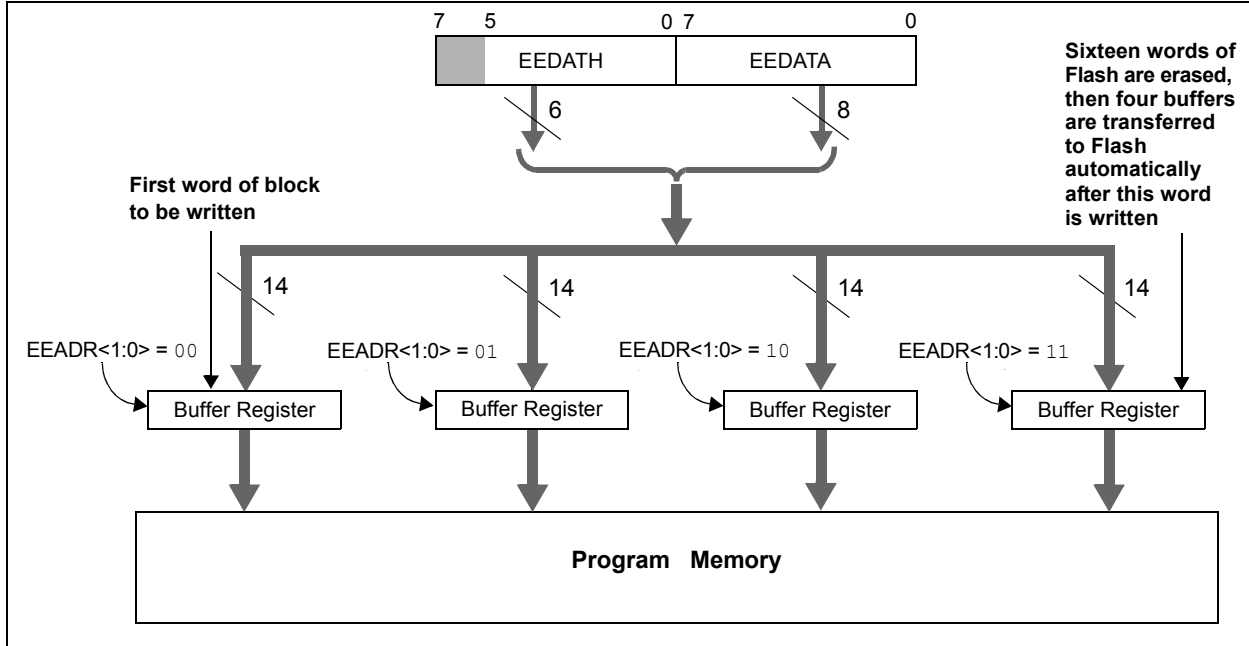 7 5 0 7 0
EEDATH EEDATA
6 8
Sixteen words of
Flash are erased,
then four buffers
are transferred
to Flash
automatically
after this word
is written
First word of block
to be written
14 14 14 14
EEADR<1:0> = 00 EEADR<1:0> = 01 EEADR<1:0> = 10 EEADR<1:0> = 11
Buffer Register Buffer Register Buffer Register Buffer Register
Program Memory